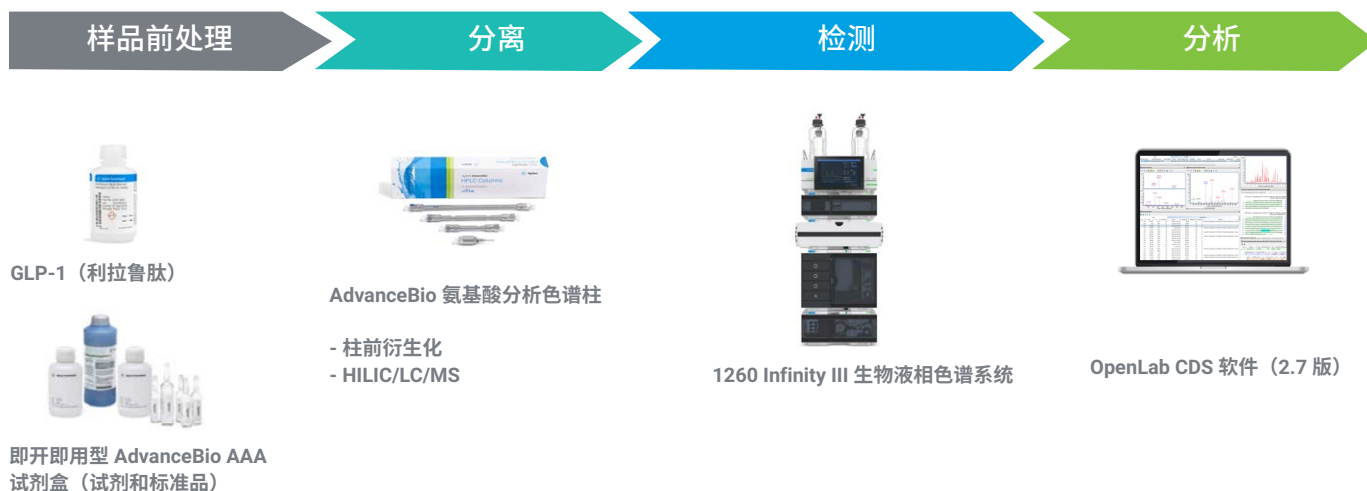 样品前处理
分离
检测
分析
GLP-1（利拉鲁肽）
即开即用型 AdvanceBio AAA
试剂盒（试剂和标准品）
AdvanceBio 氨基酸分析色谱柱
- 柱前衍生化
- HILIC/LC/MS
1260 Infinity III 生物液相色谱系统
OpenLab CDS 软件（2.7 版）